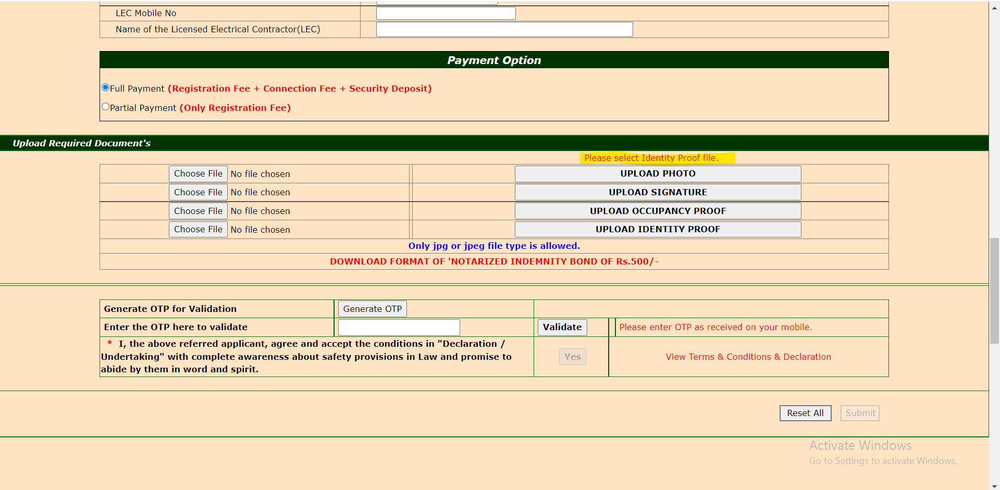 LEC Mobile No
Name of the Licensed Electrical Contractor(LEC)
Payment Option
Full Payment (Registration Fee + Connection Fee + Security Deposit)
Partial Payment (Only Registration Fee)
Upload Required Document's
Please select Identity Proof file.
Choose File No file chosen UPLOAD PHOTO
Choose File No file chosen UPLOAD SIGNATURE
Choose File No file chosen UPLOAD OCCUPANCY PROOF
Choose File No file chosen UPLOAD IDENTITY PROOF
Only jpg or jpeg file type is allowed.
DOWNLOAD FORMAT OF 'NOTARIZED INDEMNITY BOND OF Rs.500/-
Generate OTP for Validation Generate OTP
Enter the OTP here to validate Validate Please enter OTP as received on your mobile.
* I, the above referred applicant, agree and accept the conditions in "Declaration /
Undertaking" with complete awareness about safety provisions in Law and promise to
abide by them in word and spirit.
Yes View Terms & Conditions & Declaration
Reset All Submit
Activate Windows
Go to Settings to activate Windows.